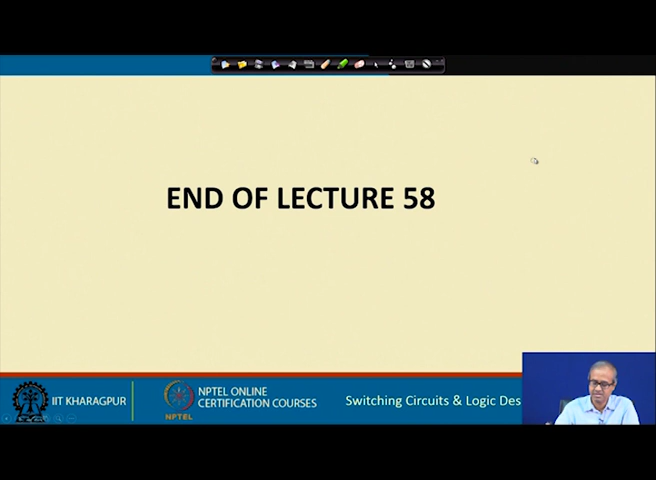 END OF LECTURE 58
IIT KHARAGPUR
NPTEL ONLINE
CERTIFICATION COURSES
NPTEL
Switching Circuits & Logic Des